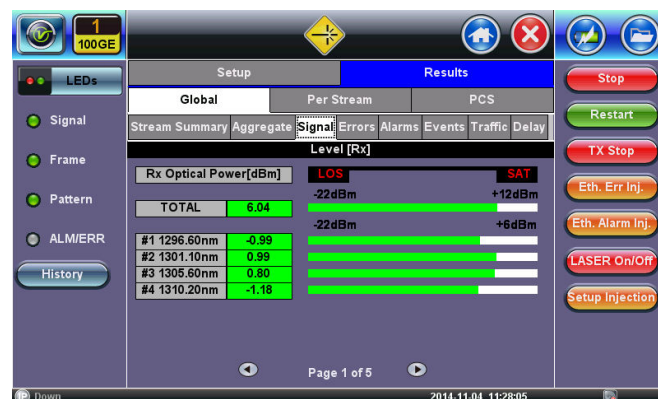 1
100GE
LEDs
Signal
Frame
Pattern
ALM/ERR
History
Setup
Results
Global
Per Stream
PCS
Stream Summary
Aggregate
Signal
Errors
Alarms
Events
Traffic
Delay
Level [Rx]
Rx Optical Power[dBm]
LOS
SAT
-22dBm
+12dBm
TOTAL
6.04
-22dBm
+6dBm
#1 1296.60nm
-0.99
#2 1301.10nm
0.99
#3 1305.60nm
0.80
#4 1310.20nm
-1.18
Page 1 of 5
Stop
Restart
TX Stop
Eth. Err Inj.
Eth. Alarm Inj.
LASER On/Off
Setup Injection
IP Down
2014.11.04 11:28:05